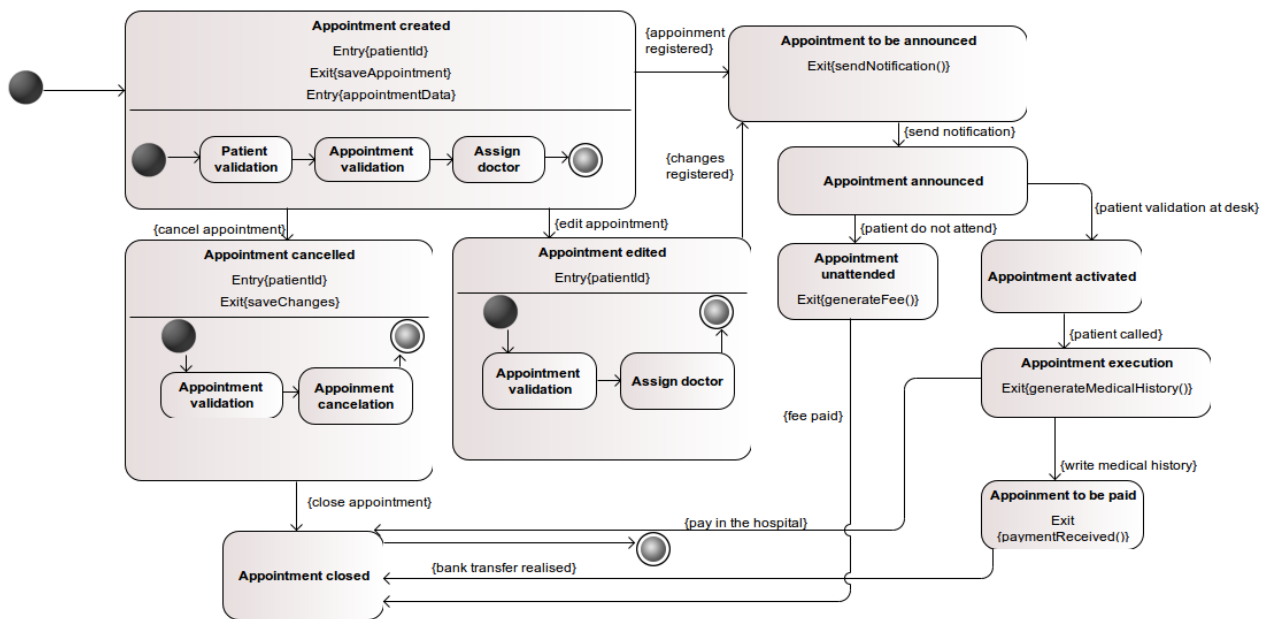 Appointment created
Entry{patientId}
Exit{saveAppointment}
Entry{appointmentData}
Patient
validation
Appointment
validation
Assign
doctor
{appoinment
registered}
Appointment to be announced
Exit{sendNotification()}
{send notification}
{changes
registered}
Appointment announced
{patient validation at desk}
{cancel appointment}
{edit appointment}
{patient do not attend}
Appointment cancelled
Entry{patientId}
Exit{saveChanges}
Appointment
validation
Appoinment
cancelation
Appointment edited
Entry{patientId}
Appointment
validation
Assign doctor
Appointment
unattended
Exit{generateFee()}
Appointment activated
{patient called}
Appointment execution
Exit{generateMedicalHistory()}
{fee paid}
{write medical history}
{close appointment}
{pay in the hospital}
Appoinment to be paid
Exit
{paymentReceived()}
Appointment closed
{bank transfer realised}